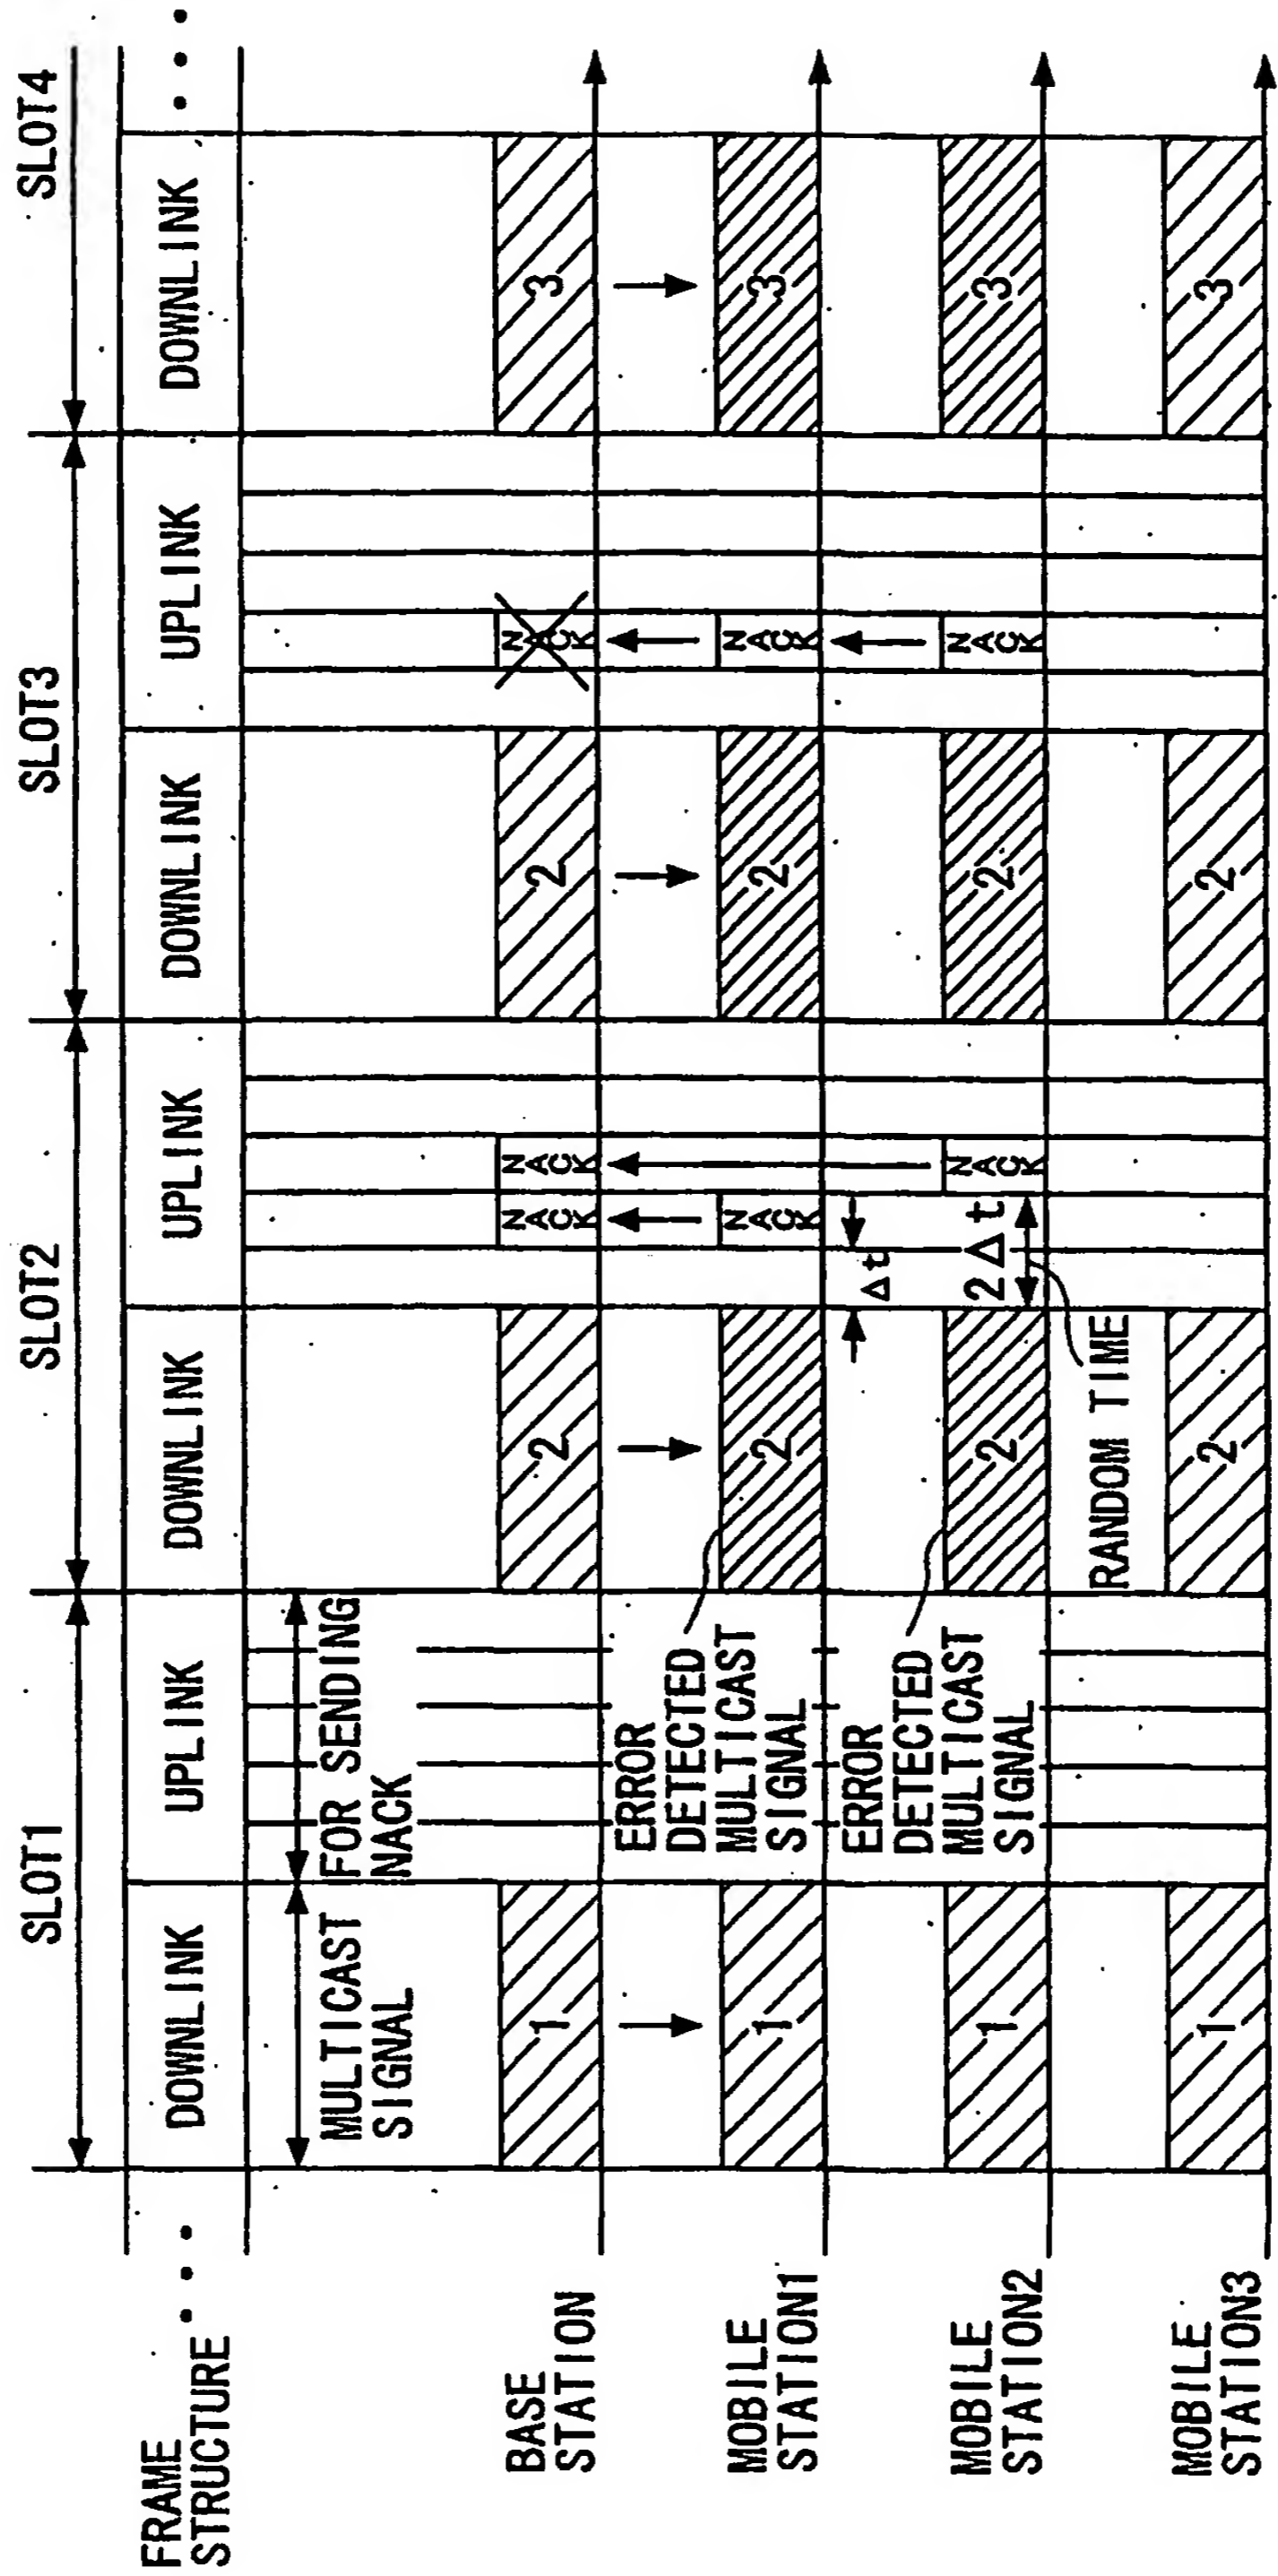 SLOT1
SLOT2
SLOT3
SLOT4
FRAME
STRUCTURE
DOWNLINK
UPLINK
DOWNLINK
UPLINK
DOWNLINK
UPLINK
DOWNLINK
MULTICAST
SIGNAL
FOR SENDING
NACK
BASE
STATION
1
2
NACK
NACK
2
NACK
3
ERROR
DETECTED
MULTICAST
SIGNAL
MOBILE
STATION1
1
2
NACK
2
NACK
3
Δt
ERROR
DETECTED
MULTICAST
SIGNAL
2Δt
MOBILE
STATION2
1
2
NACK
2
NACK
3
RANDOM TIME
MOBILE
STATION3
1
2
2
3